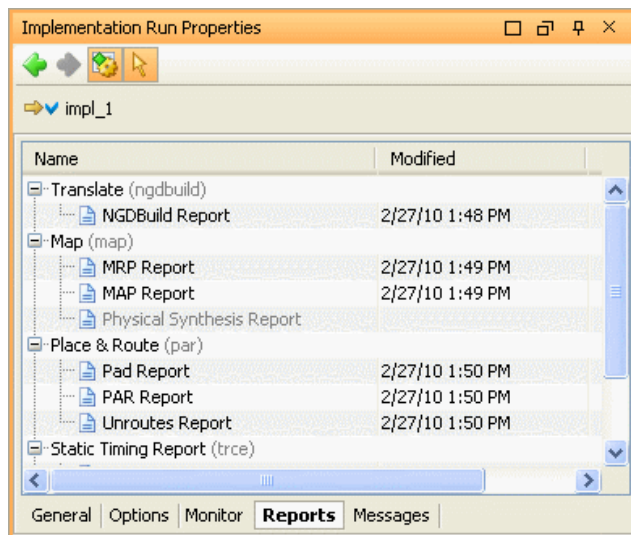 Implementation Run Properties
impl_1
Name Modified
Translate (ngdbuild)
NGDBuild Report 2/27/10 1:48 PM
Map (map)
MRP Report 2/27/10 1:49 PM
MAP Report 2/27/10 1:49 PM
Physical Synthesis Report
Place & Route (par)
Pad Report 2/27/10 1:50 PM
PAR Report 2/27/10 1:50 PM
Unroutes Report 2/27/10 1:50 PM
Static Timing Report (trce)
General Options Monitor Reports Messages